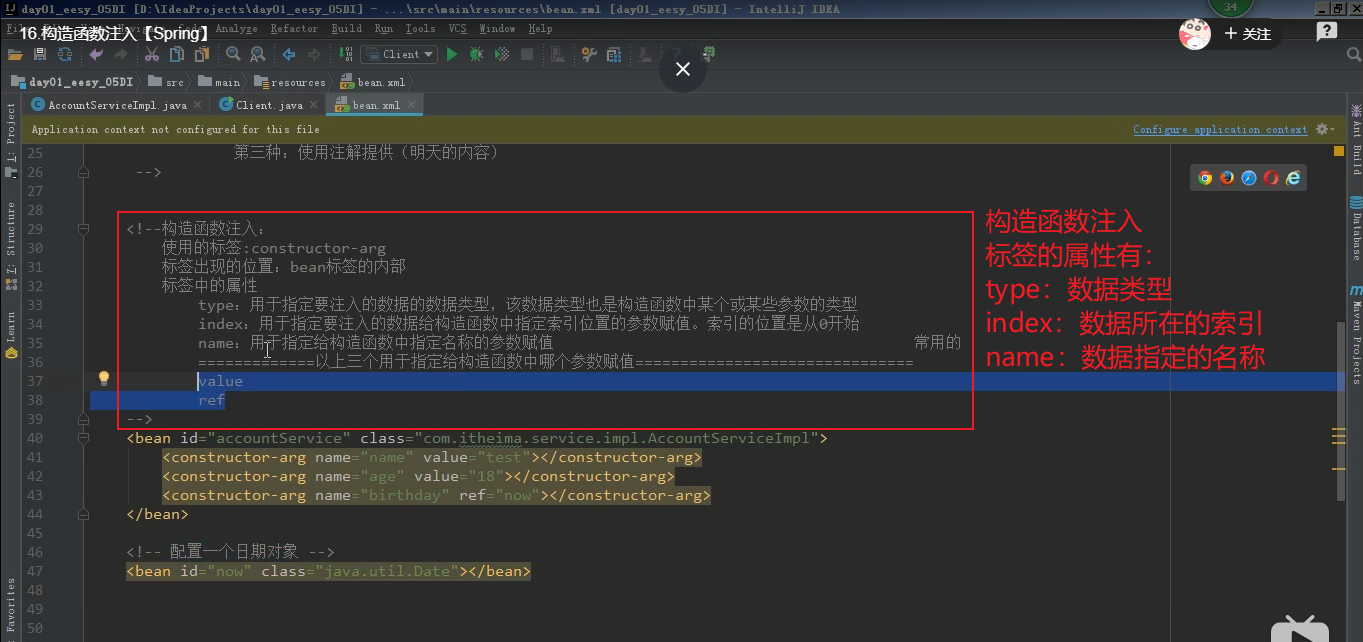 day01_eesy_05DI [D:\IdeaProjects\day01_eesy_05DI] - ...\src\main\resources\bean.xml [day01_eesy_05DI] - IntelliJ IDEA
34
Analyze Refactor Build Run Tools VCS Window Help
16.构造函数注入【Spring】
+ 关注
?
Client
day01_eesy_05DI src main resources bean.xml
AccountServiceImpl.java Client.java bean.xml
Application context not configured for this file
Configure application context
25 第三种：使用注解提供（明天的内容）
26 -->
27
28
29 <!--构造函数注入：
30 使用的标签:constructor-arg
31 标签出现的位置：bean标签的内部
32 标签中的属性
33 type：用于指定要注入的数据的数据类型，该数据类型也是构造函数中某个或某些参数的类型
34 index：用于指定要注入的数据给构造函数中指定索引位置的参数赋值。索引的位置是从0开始
35 name：用于指定给构造函数中指定名称的参数赋值 常用的
36 =============以上三个用于指定给构造函数中哪个参数赋值===============================
37 value
38 ref
39 -->
40 <bean id="accountService" class="com.itheima.service.impl.AccountServiceImpl">
41 <constructor-arg name="name" value="test"></constructor-arg>
42 <constructor-arg name="age" value="18"></constructor-arg>
43 <constructor-arg name="birthday" ref="now"></constructor-arg>
44 </bean>
45
46 <!-- 配置一个日期对象 -->
47 <bean id="now" class="java.util.Date"></bean>
48
49
50
构造函数注入
标签的属性有：
type：数据类型
index：数据所在的索引
name：数据指定的名称
1: Project
7: Structure
Learn
Favorites
Ant Build
Database
Maven Projects